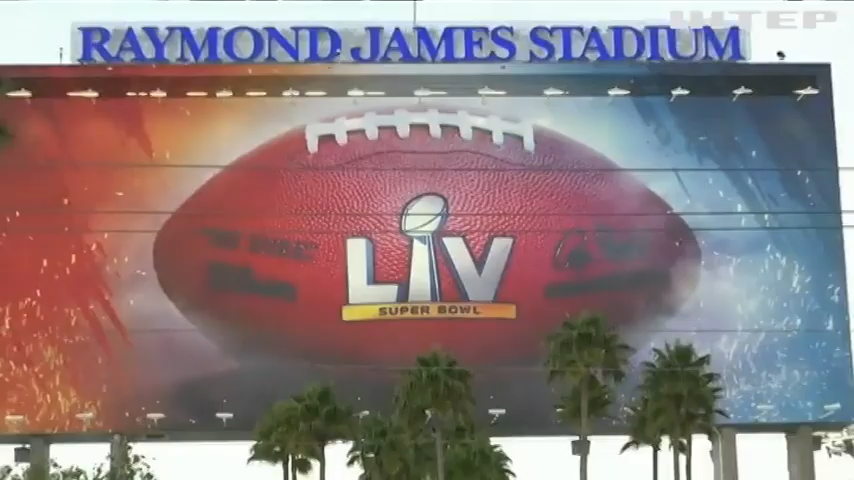 ІНТЕР
RAYMOND JAMES STADIUM
LV
SUPER BOWL